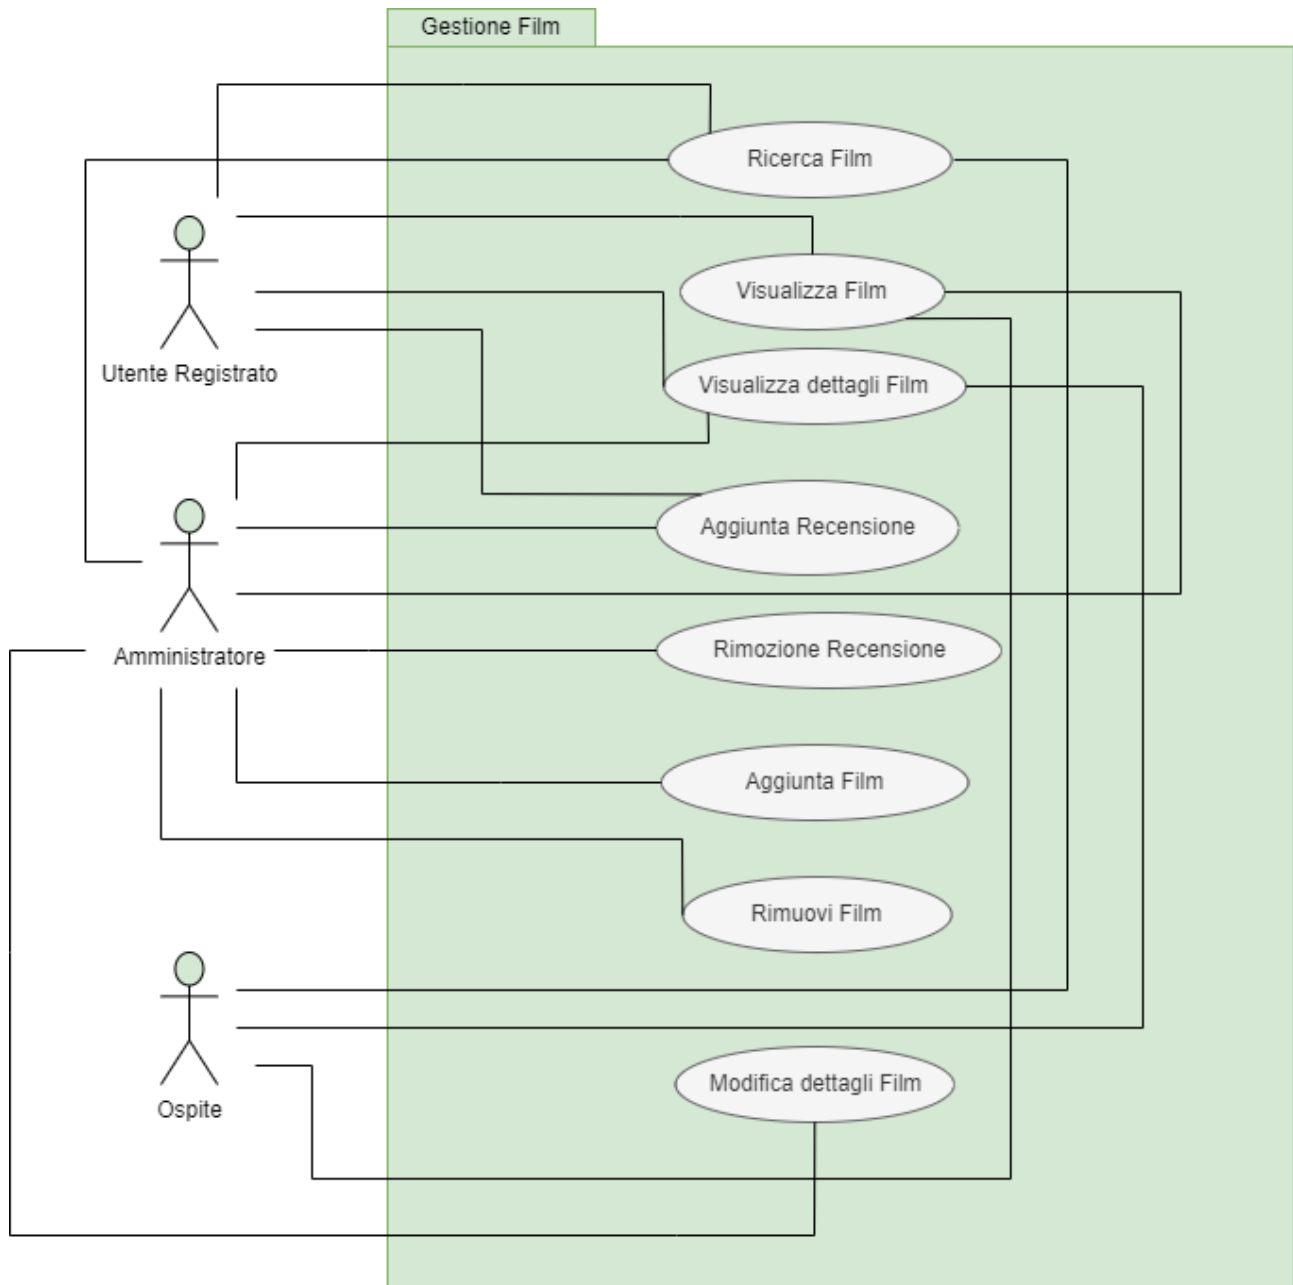 Gestione Film
Ricerca Film
Visualizza Film
Utente Registrato
Visualizza dettagli Film
Aggiunta Recensione
Amministratore
Rimozione Recensione
Aggiunta Film
Rimuovi Film
Modifica dettagli Film
Ospite